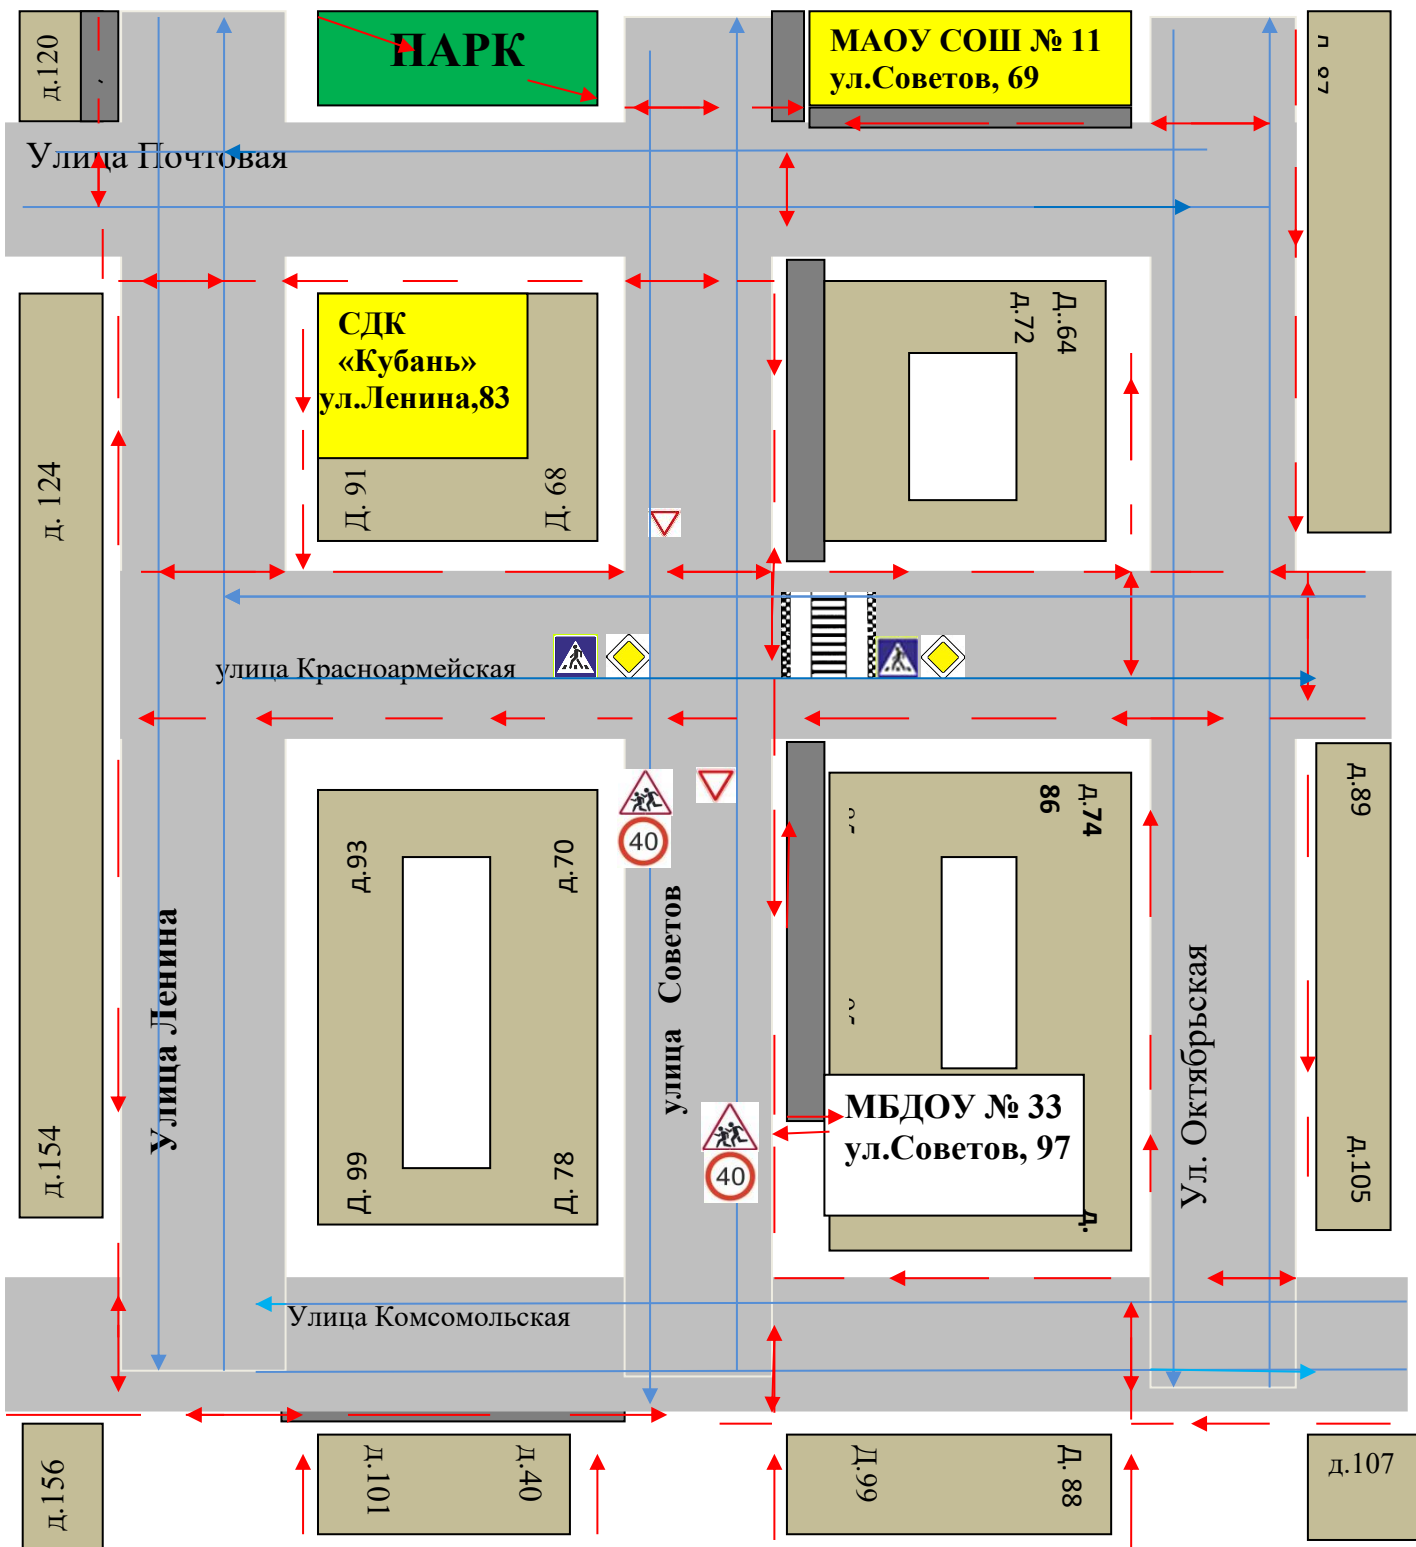 д.120
ПАРК
МАОУ СОШ № 11
ул.Советов, 69
Улица Почтовая
СДК
«Кубань»
ул.Ленина,83
Д. 91
Д. 68
д.72
Д..64
д. 124
улица Красноармейская
д.93
д.70
40
86
д.74
д.89
Улица Ленина
улица Советов
Ул. Октябрьская
40
МБДОУ № 33
ул.Советов, 97
д.154
Д. 99
Д. 78
д.
д.105
Улица Комсомольская
д.156
д.101
д.40
Д.99
Д. 88
д.107